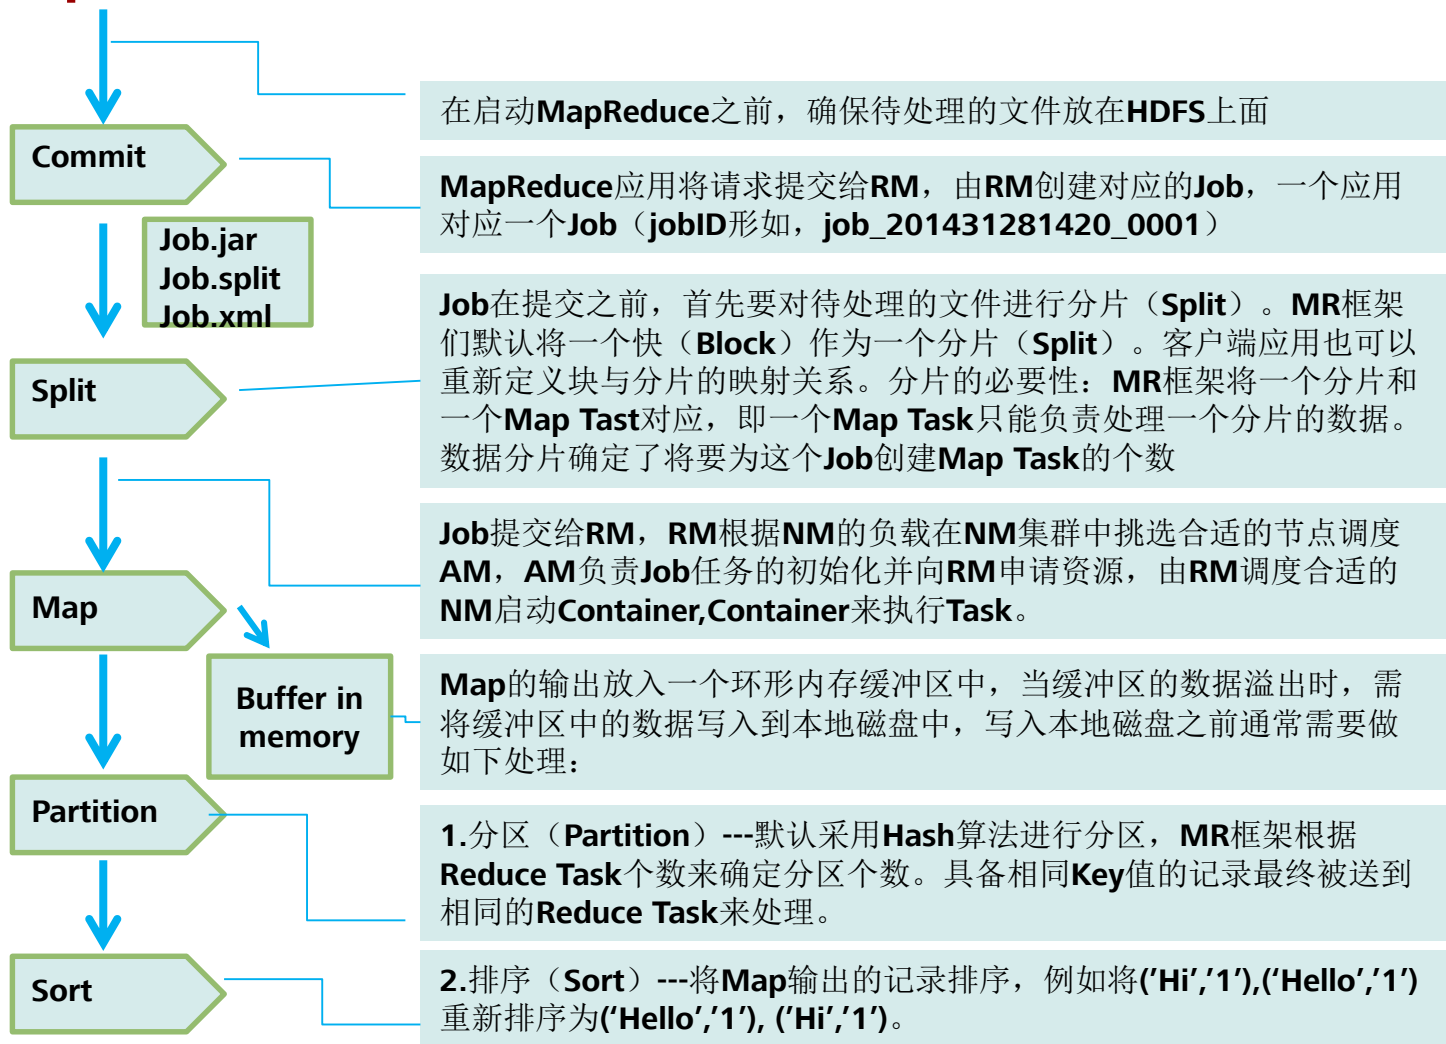 在启动MapReduce之前，确保待处理的文件放在HDFS上面
Commit
MapReduce应用将请求提交给RM，由RM创建对应的Job，一个应用
对应一个Job（jobID形如，job_201431281420_0001）
Job.jar
Job.split
Job.xml
Job在提交之前，首先要对待处理的文件进行分片（Split）。MR框架
们默认将一个快（Block）作为一个分片（Split）。客户端应用也可以
重新定义块与分片的映射关系。分片的必要性：MR框架将一个分片和
一个Map Tast对应，即一个Map Task只能负责处理一个分片的数据。
数据分片确定了将要为这个Job创建Map Task的个数
Split
Job提交给RM，RM根据NM的负载在NM集群中挑选合适的节点调度
AM，AM负责Job任务的初始化并向RM申请资源，由RM调度合适的
NM启动Container,Container来执行Task。
Map
Buffer in
memory
Map的输出放入一个环形内存缓冲区中，当缓冲区的数据溢出时，需
将缓冲区中的数据写入到本地磁盘中，写入本地磁盘之前通常需要做
如下处理：
Partition
1.分区（Partition）---默认采用Hash算法进行分区，MR框架根据
Reduce Task个数来确定分区个数。具备相同Key值的记录最终被送到
相同的Reduce Task来处理。
Sort
2.排序（Sort）---将Map输出的记录排序，例如将('Hi','1'),(‘Hello’,'1')
重新排序为(‘Hello’,'1'), (‘Hi’,'1’)。